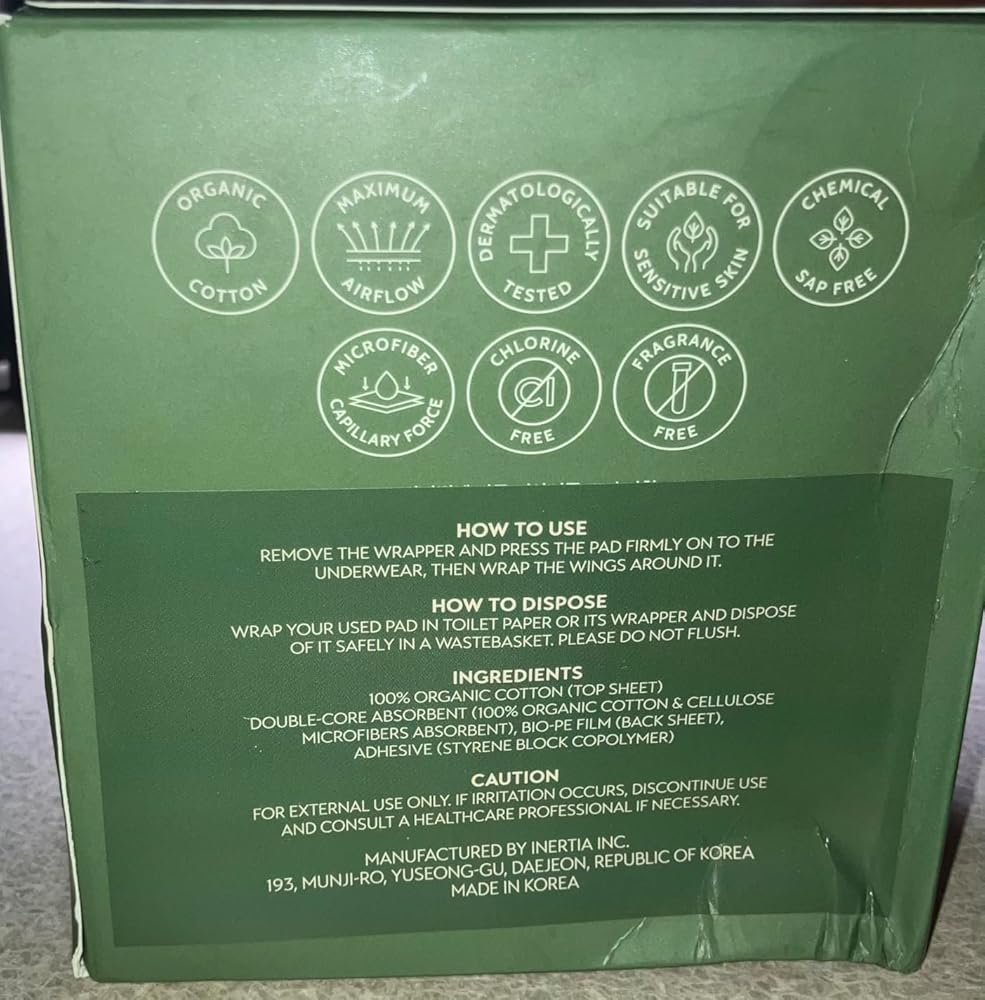 ORGANIC COTTON
MAXIMUM AIRFLOW
DERMATOLOGICALLY TESTED
SUITABLE FOR SENSITIVE SKIN
CHEMICAL SAP FREE
MICROFIBER CAPILLARY FORCE
CHLORINE Cl FREE
FRAGRANCE FREE
HOW TO USE
REMOVE THE WRAPPER AND PRESS THE PAD FIRMLY ON TO THE
UNDERWEAR, THEN WRAP THE WINGS AROUND IT.
HOW TO DISPOSE
WRAP YOUR USED PAD IN TOILET PAPER OR ITS WRAPPER AND DISPOSE
OF IT SAFELY IN A WASTEBASKET. PLEASE DO NOT FLUSH.
INGREDIENTS
100% ORGANIC COTTON (TOP SHEET)
DOUBLE-CORE ABSORBENT (100% ORGANIC COTTON & CELLULOSE
MICROFIBERS ABSORBENT), BIO-PE FILM (BACK SHEET),
ADHESIVE (STYRENE BLOCK COPOLYMER)
CAUTION
FOR EXTERNAL USE ONLY. IF IRRITATION OCCURS, DISCONTINUE USE
AND CONSULT A HEALTHCARE PROFESSIONAL IF NECESSARY.
MANUFACTURED BY INERTIA INC.
193, MUNJI-RO, YUSEONG-GU, DAEJEON, REPUBLIC OF KOREA
MADE IN KOREA